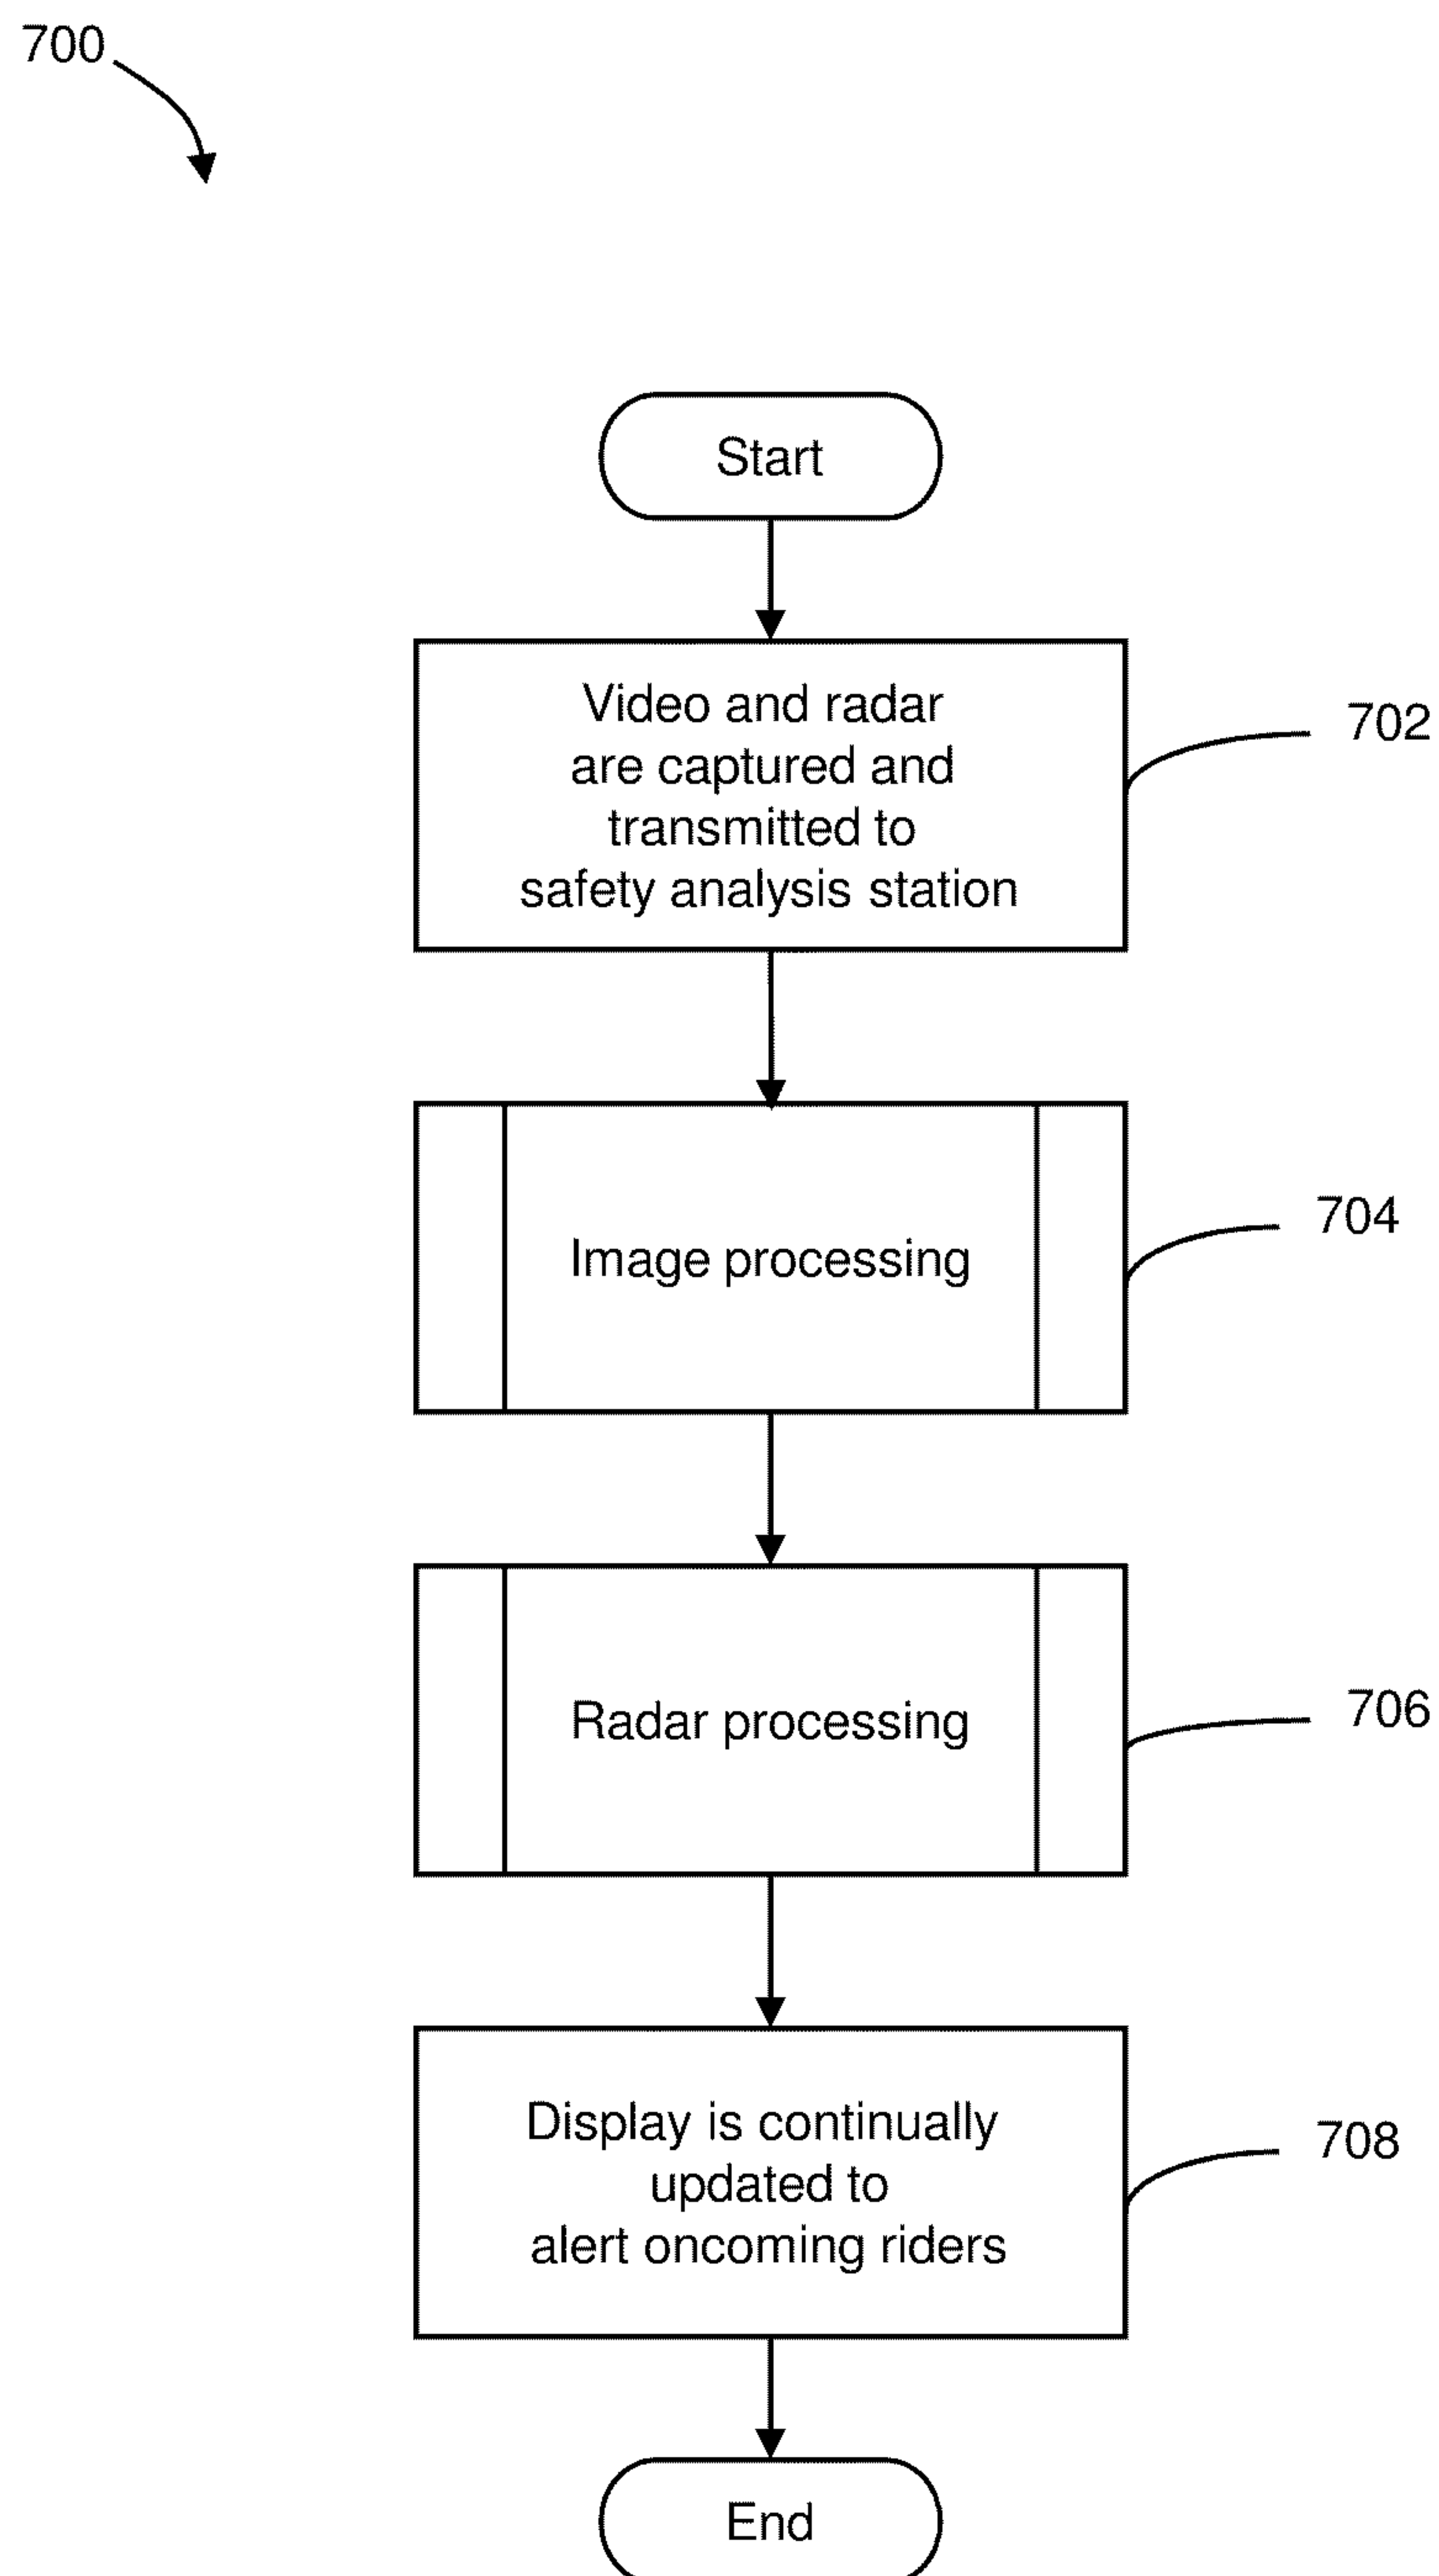 700
Start
Video and radar
are captured and
transmitted to
safety analysis station
702
Image processing
704
Radar processing
706
Display is continually
updated to
alert oncoming riders
708
End